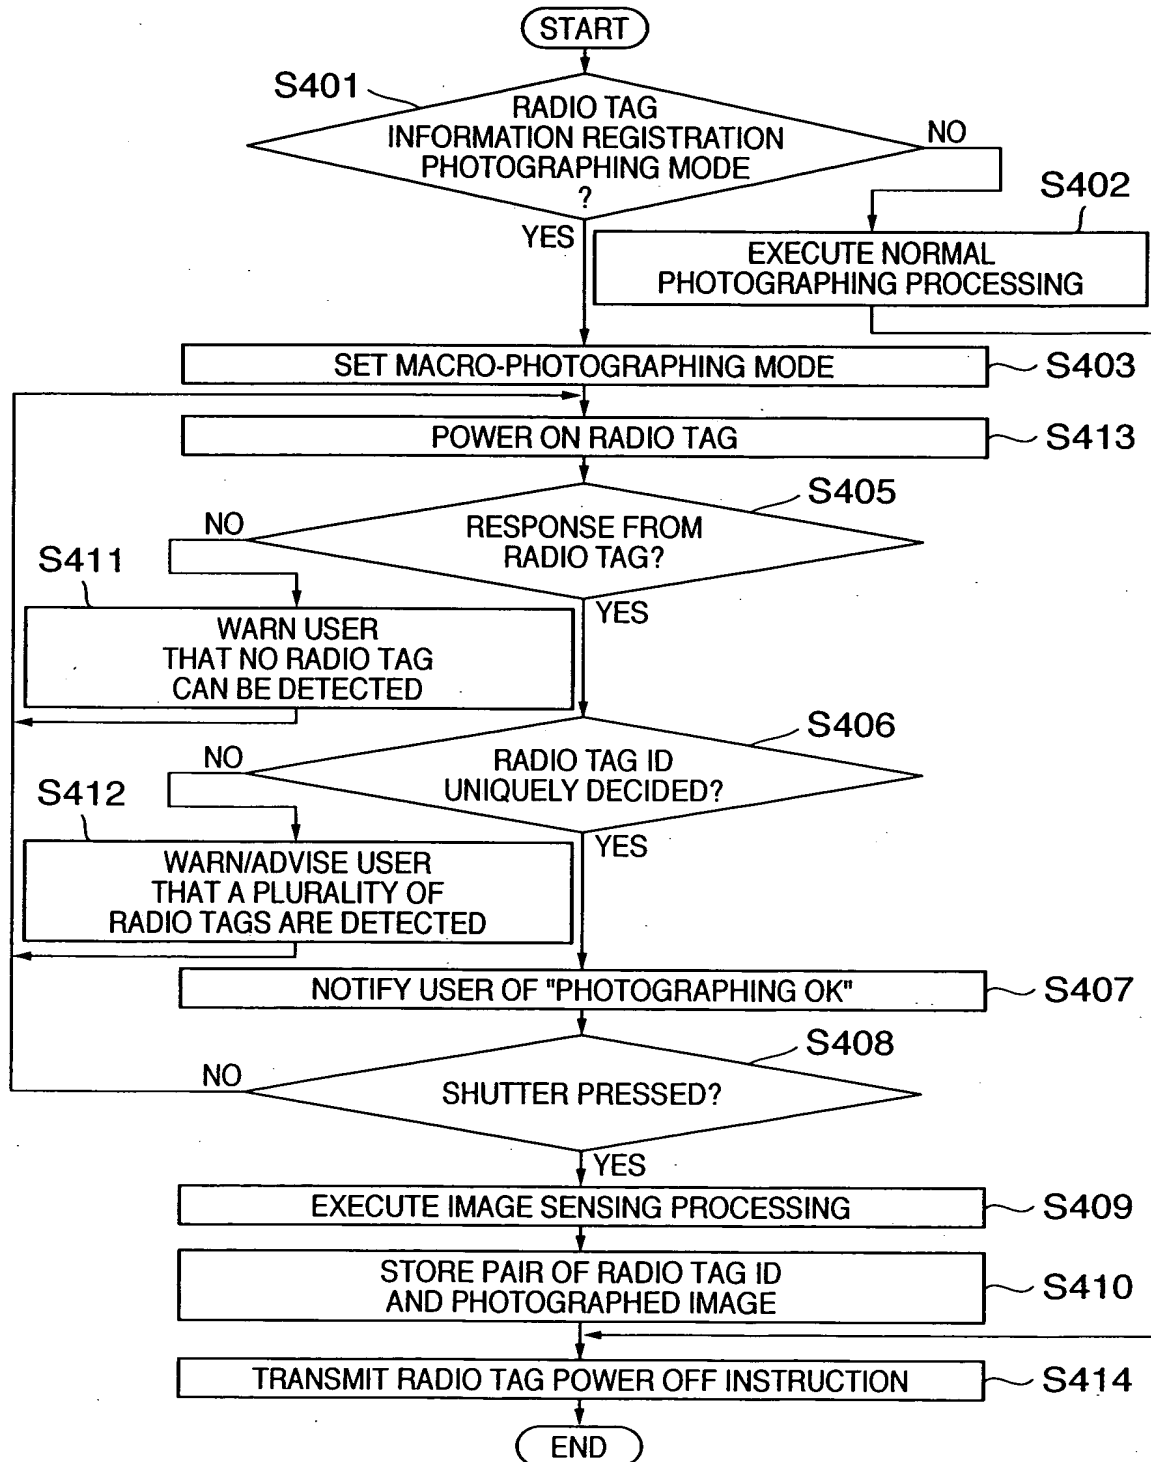 START
S401
RADIO TAG
INFORMATION REGISTRATION
PHOTOGRAPHING MODE
?
NO
YES
S402
EXECUTE NORMAL
PHOTOGRAPHING PROCESSING
SET MACRO-PHOTOGRAPHING MODE
S403
POWER ON RADIO TAG
S413
S405
RESPONSE FROM
RADIO TAG?
NO
YES
S411
WARN USER
THAT NO RADIO TAG
CAN BE DETECTED
S406
RADIO TAG ID
UNIQUELY DECIDED?
NO
YES
S412
WARN/ADVISE USER
THAT A PLURALITY OF
RADIO TAGS ARE DETECTED
NOTIFY USER OF "PHOTOGRAPHING OK"
S407
S408
SHUTTER PRESSED?
NO
YES
EXECUTE IMAGE SENSING PROCESSING
S409
STORE PAIR OF RADIO TAG ID
AND PHOTOGRAPHED IMAGE
S410
TRANSMIT RADIO TAG POWER OFF INSTRUCTION
S414
END